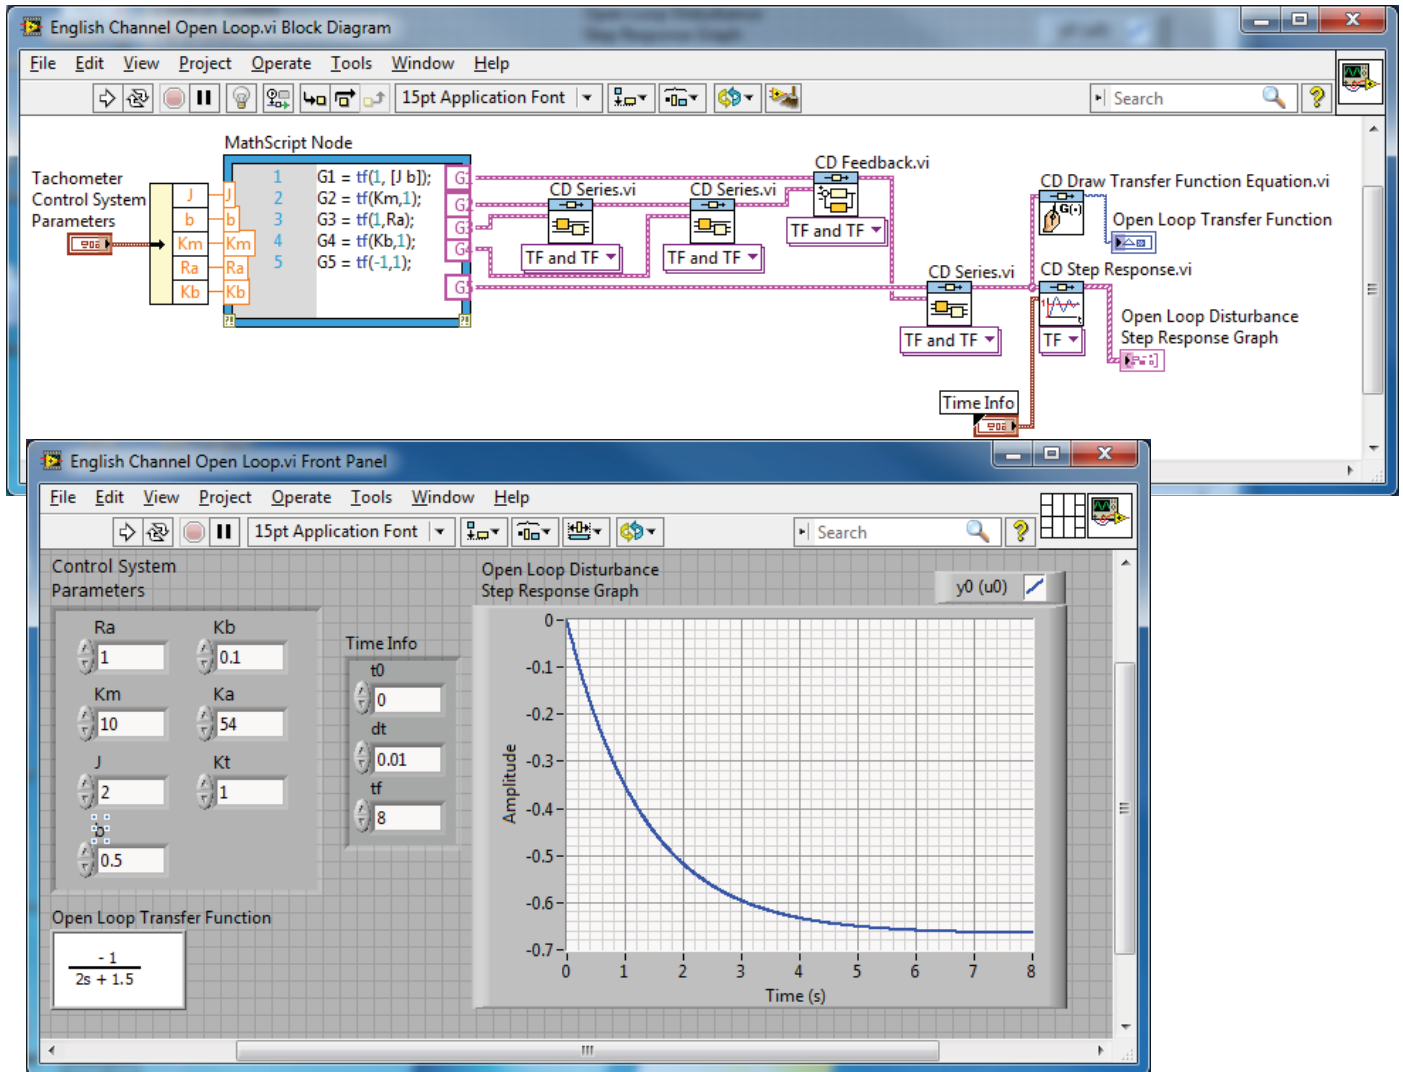 English Channel Open Loop.vi Block Diagram
File Edit View Project Operate Tools Window Help
15pt Application Font
Search
MathScript Node
Tachometer
Control System
Parameters
J
b
Km
Ra
Kb
J
b
Km
Ra
Kb
1 G1 = tf(1, [J b]);
2 G2 = tf(Km,1);
3 G3 = tf(1,Ra);
4 G4 = tf(Kb,1);
5 G5 = tf(-1,1);
G1
G2
G3
G4
G5
CD Series.vi
TF and TF
CD Series.vi
TF and TF
CD Feedback.vi
TF and TF
CD Series.vi
TF and TF
CD Draw Transfer Function Equation.vi
G(·)
Open Loop Transfer Function
CD Step Response.vi
TF
Open Loop Disturbance
Step Response Graph
Time Info
English Channel Open Loop.vi Front Panel
File Edit View Project Operate Tools Window Help
15pt Application Font
Search
Control System
Parameters
Ra Kb
1 0.1
Km Ka
10 54
J Kt
2 1
b
0.5
Time Info
t0
0
dt
0.01
tf
8
Open Loop Transfer Function
-1
2s + 1.5
Open Loop Disturbance
Step Response Graph
y0 (u0)
Amplitude
0
-0.1
-0.2
-0.3
-0.4
-0.5
-0.6
-0.7
0 1 2 3 4 5 6 7 8
Time (s)